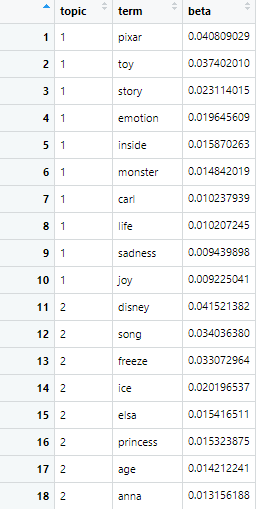 topic term beta
1 1 pixar 0.040809029
2 1 toy 0.037402010
3 1 story 0.023114015
4 1 emotion 0.019645609
5 1 inside 0.015870263
6 1 monster 0.014842019
7 1 carl 0.010237939
8 1 life 0.010207245
9 1 sadness 0.009439898
10 1 joy 0.009225041
11 2 disney 0.041521382
12 2 song 0.034036380
13 2 freeze 0.033072964
14 2 ice 0.020196537
15 2 elsa 0.015416511
16 2 princess 0.015323875
17 2 age 0.014212241
18 2 anna 0.013156188